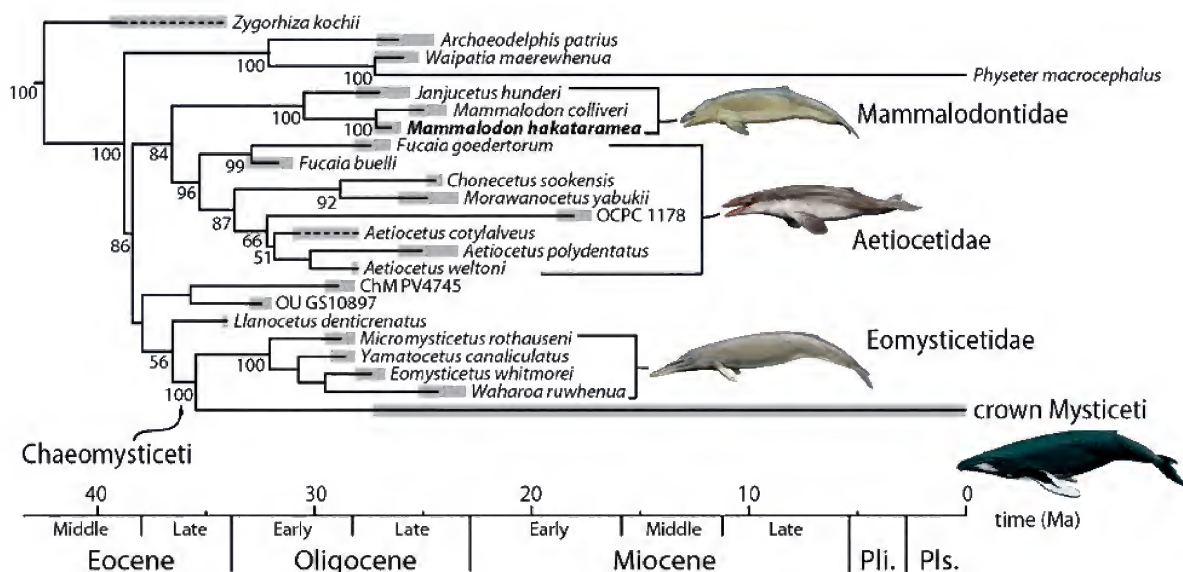 Zygorhiza kochii
Archaeodelphis patrius
100
Waipatia maerewhenua
100
Physeter macrocephalus
100
Janjucetus hunderi
Mammalodontidae
100
Mammalodon colliveri
100
Mammalodon hakataramea
100
84
Fucaia goedertorum
99
Fucaia buelli
96
Chonecetus sookensis
92
Morawanocetus yabukii
87
OCPC 1178
Aetiocetidae
66
Aetiocetus cotylalveus
86
51
Aetiocetus polydentatus
Aetiocetus weltoni
ChM PV4745
OU GS10897
Llanocetus denticrenatus
Micromysticetus rothauseni
Eomysticetidae
56
100
Yamatocetus canaliculatus
Eomysticetus whitmorei
100
Waharoa ruwhenua
crown Mysticeti
Chaeomysticeti
40 30 20 10 0
time (Ma)
Middle Late Early Late Early Middle Late
Eocene Oligocene Miocene Pli. Pls.